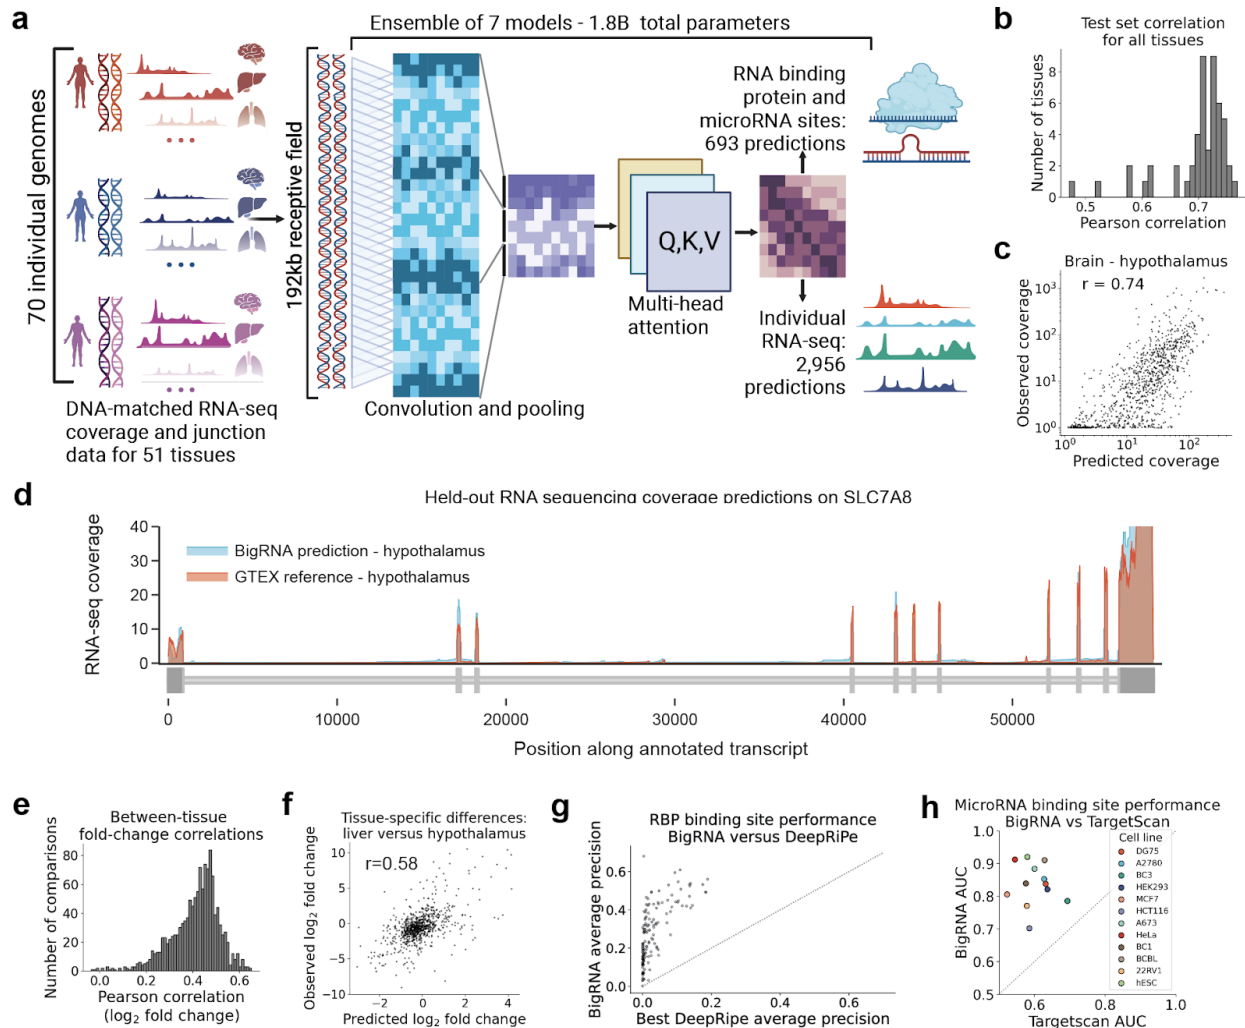 a
Ensemble of 7 models - 1.8B total parameters
70 individual genomes
192kb receptive field
DNA-matched RNA-seq
coverage and junction
data for 51 tissues
Convolution and pooling
Q,K,V
Multi-head
attention
RNA binding
protein and
microRNA sites:
693 predictions
Individual
RNA-seq:
2,956
predictions
b
Test set correlation
for all tissues
Number of tissues
8
6
4
2
0
0.5
0.6
0.7
Pearson correlation
c
Brain - hypothalamus
r = 0.74
Observed coverage
10³
10²
10¹
10⁰
10⁰
10¹
10²
Predicted coverage
d
Held-out RNA sequencing coverage predictions on SLC7A8
RNA-seq coverage
40
30
20
10
0
BigRNA prediction - hypothalamus
GTEX reference - hypothalamus
0
10000
20000
30000
40000
50000
Position along annotated transcript
e
Between-tissue
fold-change correlations
Number of comparisons
80
60
40
20
0
0.0
0.2
0.4
0.6
Pearson correlation
(log₂ fold change)
f
Tissue-specific differences:
liver versus hypothalamus
r=0.58
Observed log₂ fold change
10
5
0
−5
−10
−2
0
2
4
Predicted log₂ fold change
g
RBP binding site performance
BigRNA versus DeepRiPe
BigRNA average precision
0.6
0.4
0.2
0.0
0.0
0.2
0.4
0.6
Best DeepRipe average precision
h
MicroRNA binding site performance
BigRNA vs TargetScan
BigRNA AUC
1.0
0.9
0.8
0.7
0.6
0.5
0.6
0.8
1.0
Targetscan AUC
Cell line
DG75
A2780
BC3
HEK293
MCF7
HCT116
A673
HeLa
BC1
BCBL
22RV1
hESC